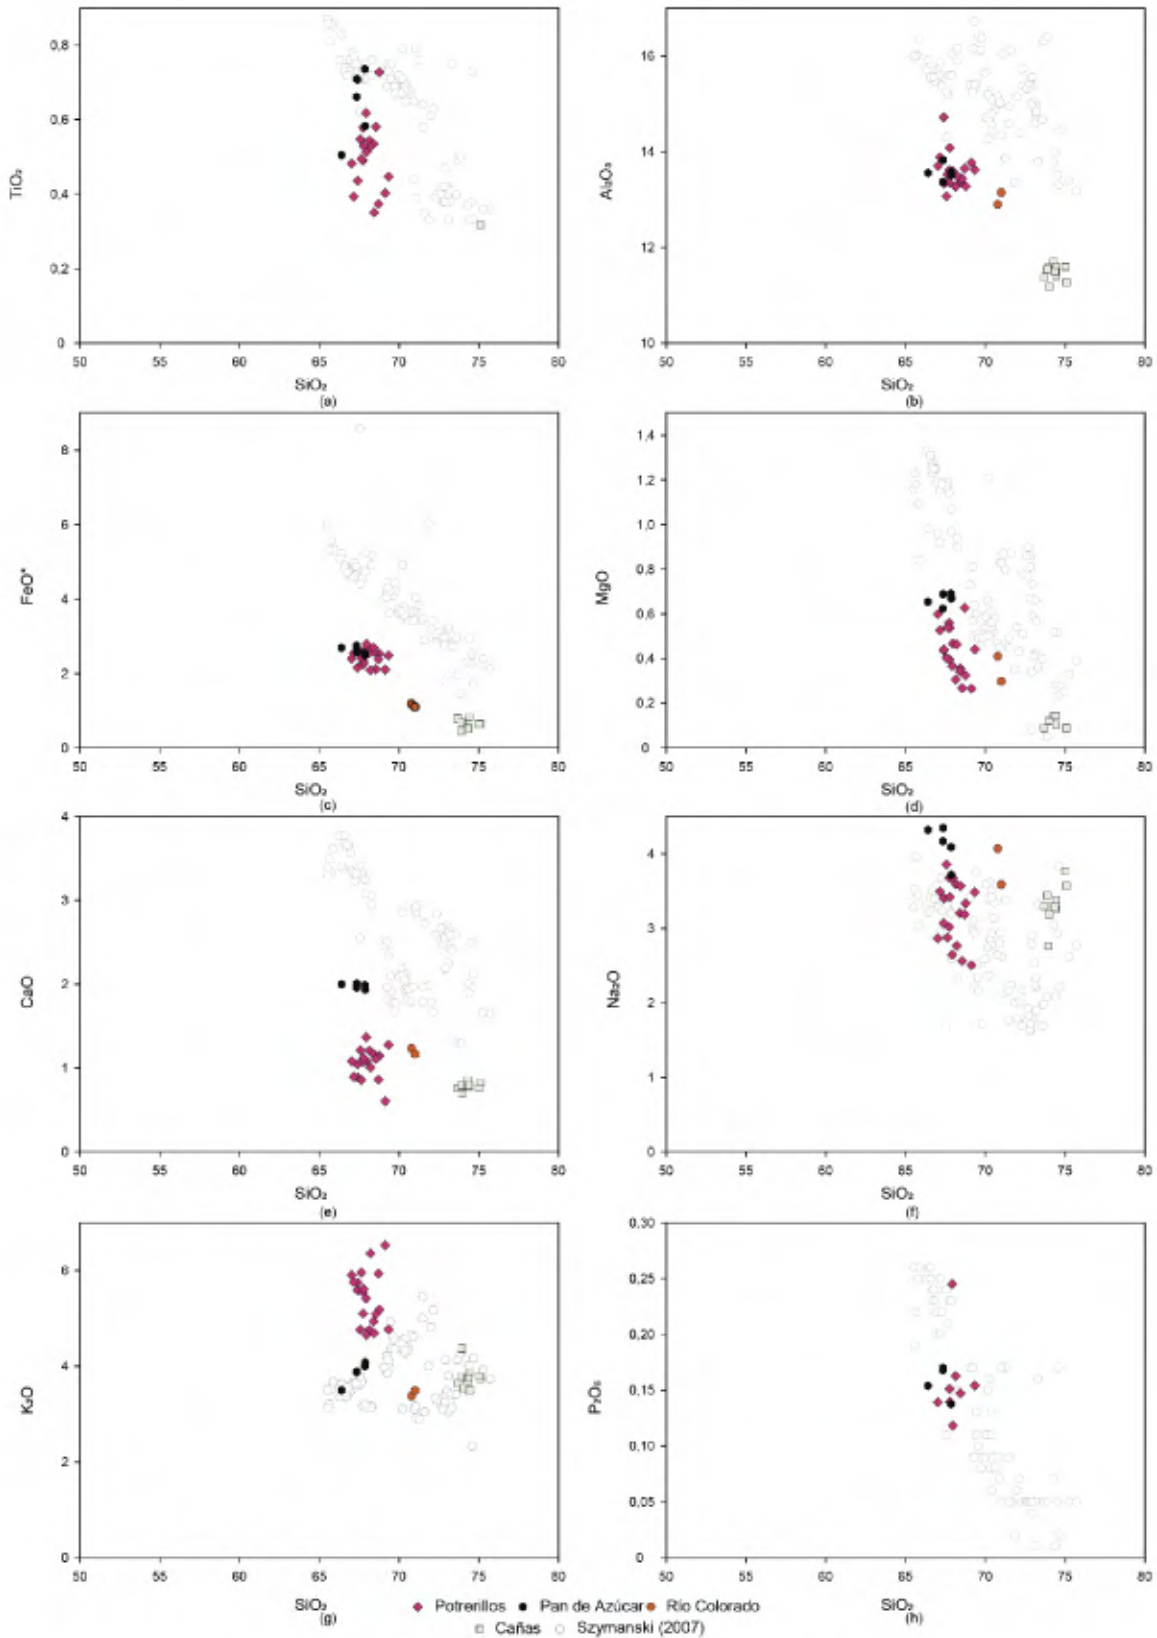 0.8
0.6
0.4
0.2
0
TiO₂
50 55 60 65 70 75 80
SiO₂
(a)
16
14
12
10
Al₂O₃
50 55 60 65 70 75 80
SiO₂
(b)
8
6
4
2
0
FeO*
50 55 60 65 70 75 80
SiO₂
(c)
1,4
1,2
1,0
0,8
0,6
0,4
0,2
0
MgO
50 55 60 65 70 75 80
SiO₂
(d)
4
3
2
1
0
CaO
50 55 60 65 70 75 80
SiO₂
(e)
4
3
2
1
0
Na₂O
50 55 60 65 70 75 80
SiO₂
(f)
6
4
2
0
K₂O
50 55 60 65 70 75 80
SiO₂
(g)
0,30
0,25
0,20
0,15
0,10
0,05
0
P₂O₅
50 55 60 65 70 75 80
SiO₂
(h)
Potrerillos Pan de Azúcar Río Colorado
Cañas Szymanski (2007)